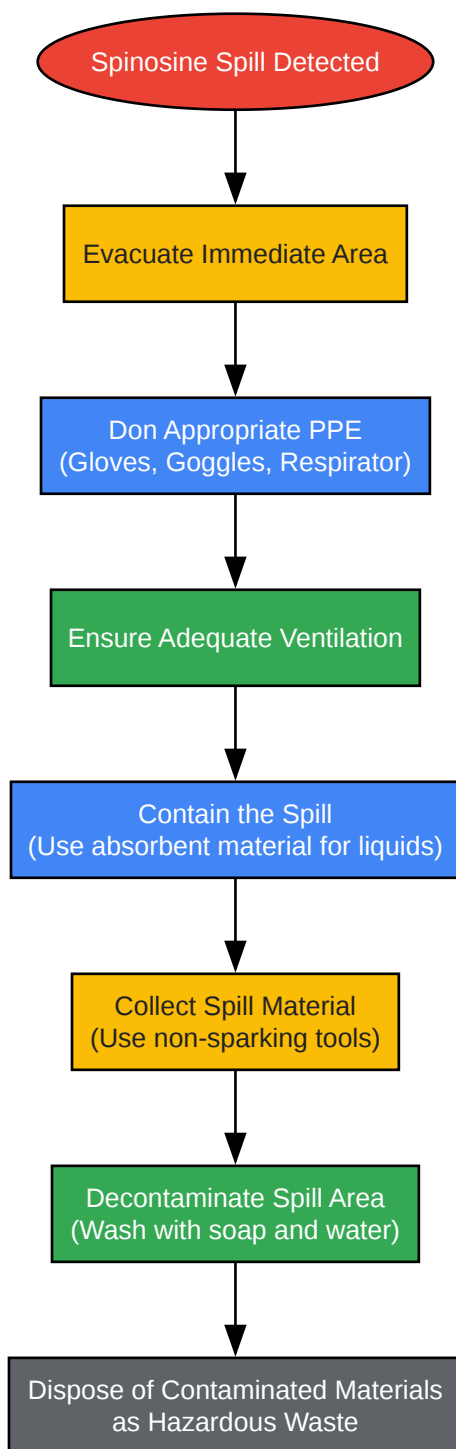 Spinosine Spill Detected
Evacuate Immediate Area
Don Appropriate PPE
(Gloves, Goggles, Respirator)
Ensure Adequate Ventilation
Contain the Spill
(Use absorbent material for liquids)
Collect Spill Material
(Use non-sparking tools)
Decontaminate Spill Area
(Wash with soap and water)
Dispose of Contaminated Materials
as Hazardous Waste